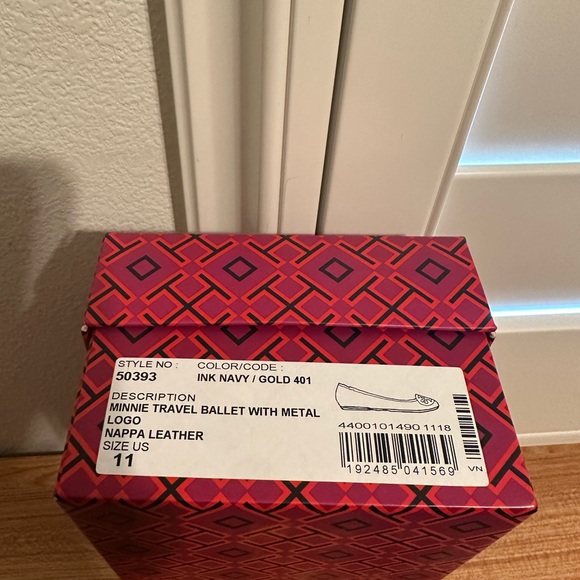 STYLE NO : COLOR/CODE :
50393 INK NAVY / GOLD 401
DESCRIPTION
MINNIE TRAVEL BALLET WITH METAL
LOGO
NAPPA LEATHER
SIZE US
11
4400101490 1118
192485 041569
VN